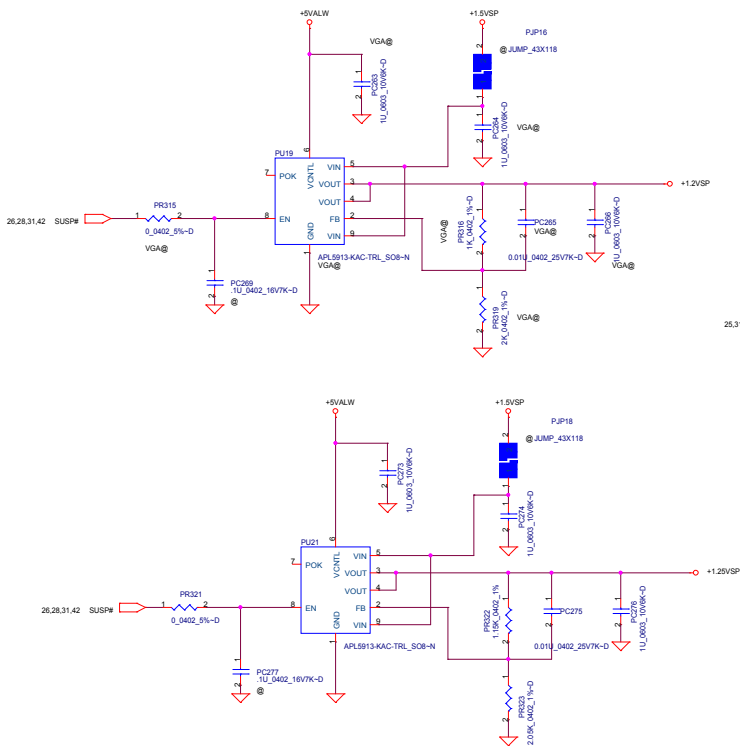 +5VALW
+1.5VSP
VGA@
PJP16
@ JUMP_43X118
PC263
1U_0603_10V6K~D
PC264
1U_0603_10V6K~D
VGA@
PU19
VCNTL
POK
VIN
VOUT
VOUT
EN
FB
GND
VIN
7
6
5
3
4
8
2
9
1
APL5913-KAC-TRL_SO8~N
VGA@
26,28,31,42 SUSP#
PR315
1 2
0_0402_5%~D
VGA@
PC269
.1U_0402_16V7K~D
@
+1.2VSP
VGA@
PR316
1K_0402_1%~D
PC265
VGA@
0.01U_0402_25V7K~D
PC266
1U_0603_10V6K~D
VGA@
PR319
2K_0402_1%~D
VGA@
25,31
+5VALW
+1.5VSP
PJP18
@ JUMP_43X118
PC273
1U_0603_10V6K~D
PC274
1U_0603_10V6K~D
PU21
VCNTL
POK
VIN
VOUT
VOUT
EN
FB
GND
VIN
7
6
5
3
4
8
2
9
1
APL5913-KAC-TRL_SO8~N
26,28,31,42 SUSP#
PR321
1 2
0_0402_5%~D
PC277
.1U_0402_16V7K~D
@
+1.25VSP
PR322
1.15K_0402_1%
PC275
0.01U_0402_25V7K~D
PC276
1U_0603_10V6K~D
PR323
2.05K_0402_1%~D